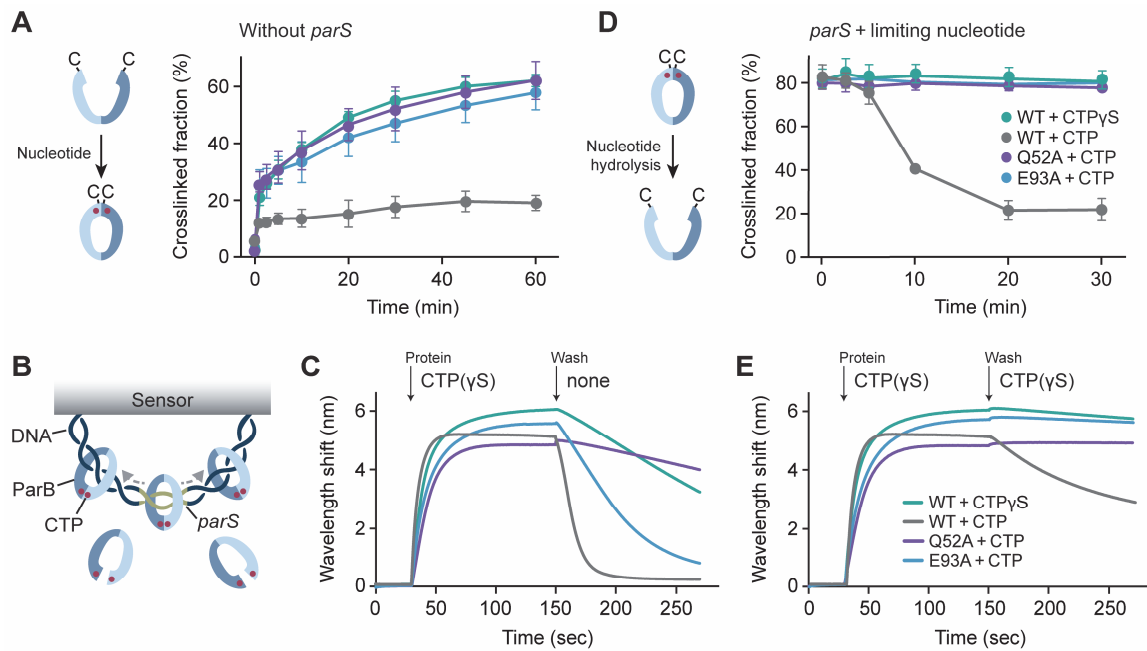 A
Without parS
C C
Nucleotide
CC
Crosslinked fraction (%)
60
40
20
0
0 20 40 60
Time (min)
D
parS + limiting nucleotide
CC
Nucleotide
hydrolysis
C C
Crosslinked fraction (%)
80
60
40
20
0
WT + CTPγS
WT + CTP
Q52A + CTP
E93A + CTP
0 10 20 30
Time (min)
B
Sensor
DNA
ParB
CTP
parS
C
Protein
CTP(γS)
Wash
none
Wavelength shift (nm)
6
4
2
0
0 50 100 150 200 250
Time (sec)
E
Protein
CTP(γS)
Wash
CTP(γS)
Wavelength shift (nm)
6
4
2
0
WT + CTPγS
WT + CTP
Q52A + CTP
E93A + CTP
0 50 100 150 200 250
Time (sec)